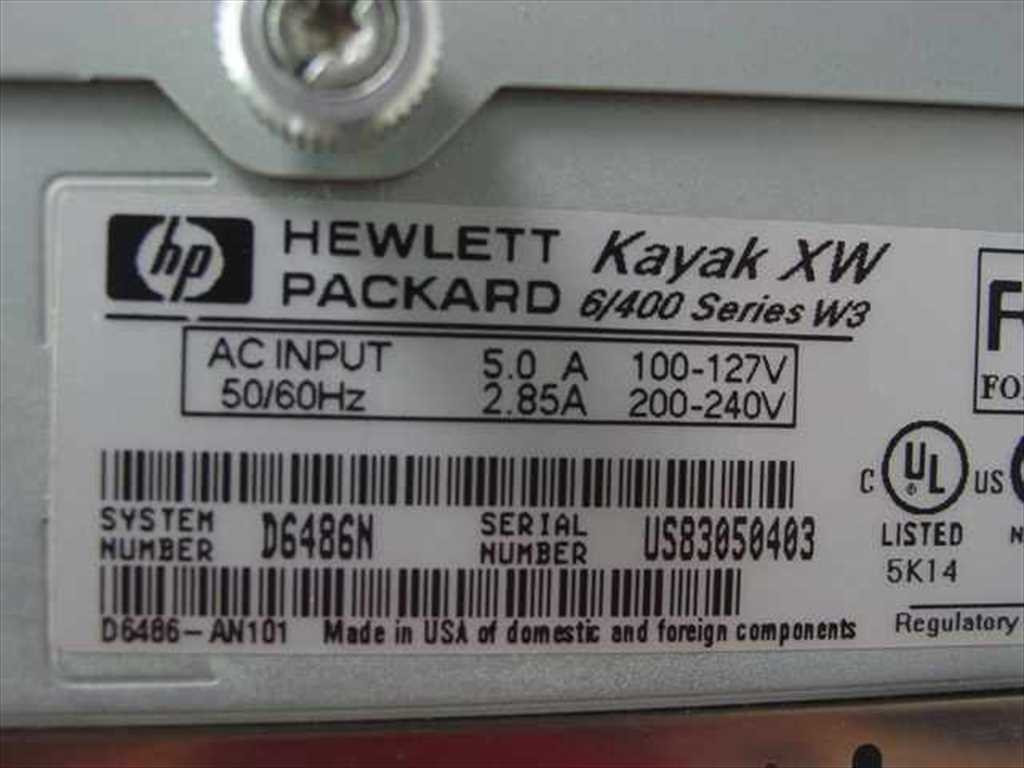 hp HEWLETT PACKARD
Kayak XW
6/400 Series W3
AC INPUT 5.0 A 100-127V
50/60Hz 2.85A 200-240V
SYSTEM NUMBER D6486N SERIAL NUMBER US83050403
D6486-AN101 Made in USA of domestic and foreign components
C UL ® US
LISTED
5K14
Regulatory
F
FO